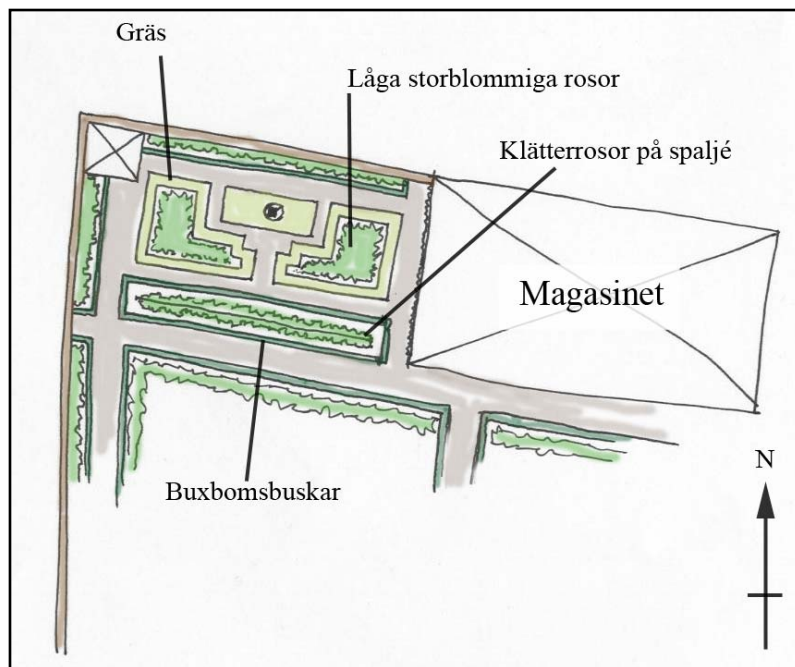 Gräs
Låga storblommiga rosor
Klätterrosor på spaljé
Magasinet
Buxbomsbuskar
N